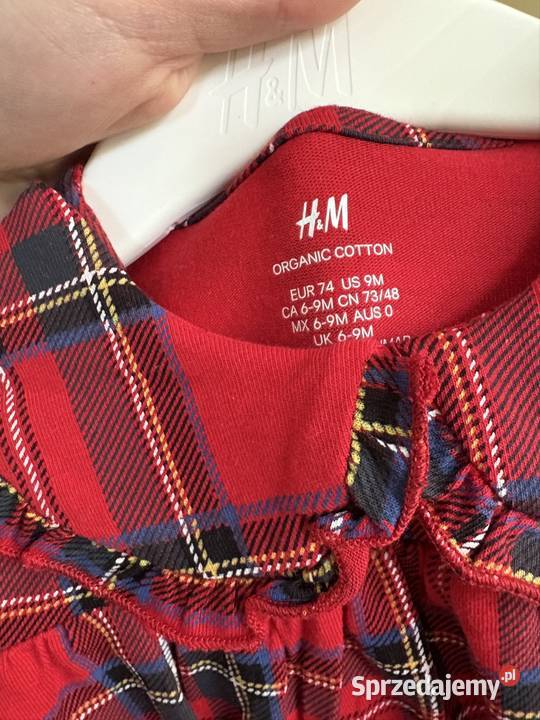 H&M
H&M
ORGANIC COTTON
EUR 74 US 9M
CA 6-9M CN 73/48
MX 6-9M AUS 0
UK 6-9M
Sprzedajemy.pl